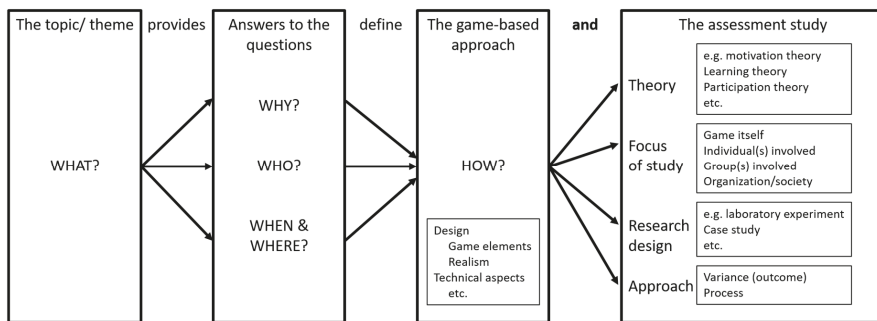 The topic/ theme
provides
Answers to the
questions
define
The game-based
approach
and
The assessment study
WHAT?
WHY?
WHO?
WHEN &
WHERE?
HOW?
Design
Game elements
Realism
Technical aspects
etc.
Theory
e.g. motivation theory
Learning theory
Participation theory
etc.
Focus
of study
Game itself
Individual(s) involved
Group(s) involved
Organization/society
Research
design
e.g. laboratory experiment
Case study
etc.
Approach
Variance (outcome)
Process